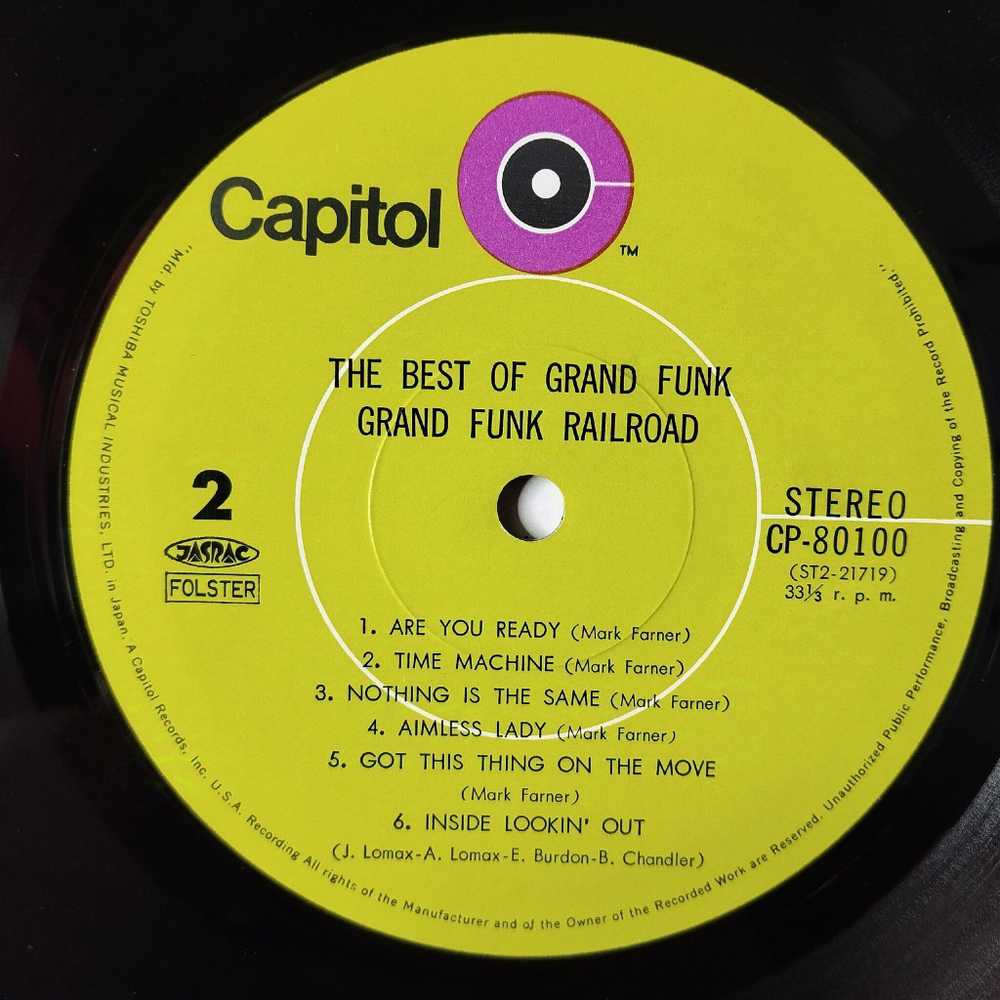 Capitol
TM
THE BEST OF GRAND FUNK
GRAND FUNK RAILROAD
2
JASRAC
FOLSTER
STEREO
CP-80100
(ST2-21719)
33⅓ r. p. m.
1. ARE YOU READY (Mark Farner)
2. TIME MACHINE (Mark Farner)
3. NOTHING IS THE SAME (Mark Farner)
4. AIMLESS LADY (Mark Farner)
5. GOT THIS THING ON THE MOVE
(Mark Farner)
6. INSIDE LOOKIN' OUT
(J. Lomax-A. Lomax-E. Burdon-B. Chandler)
"Mfd. by TOSHIBA MUSICAL INDUSTRIES, LTD. in Japan. A Capitol Records, Inc. U.S.A. Recording All rights of the Manufacturer and of the Owner of the Recorded Work are Reserved. Unauthorized Public Performance, Broadcasting and Copying of the Record Prohibited."